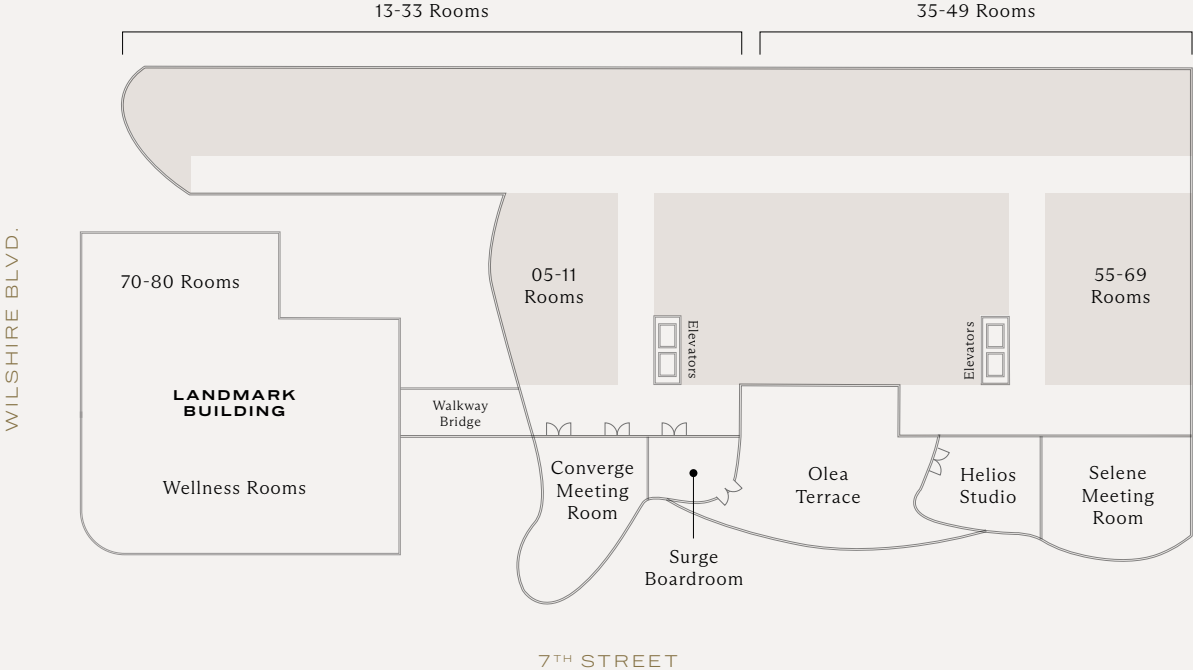 13-33 Rooms
35-49 Rooms
WILSHIRE BLVD.
70-80 Rooms
05-11
Rooms
55-69
Rooms
Elevators
Elevators
LANDMARK
BUILDING
Walkway
Bridge
Wellness Rooms
Converge
Meeting
Room
Olea
Terrace
Helios
Studio
Selene
Meeting
Room
Surge
Boardroom
7TH STREET